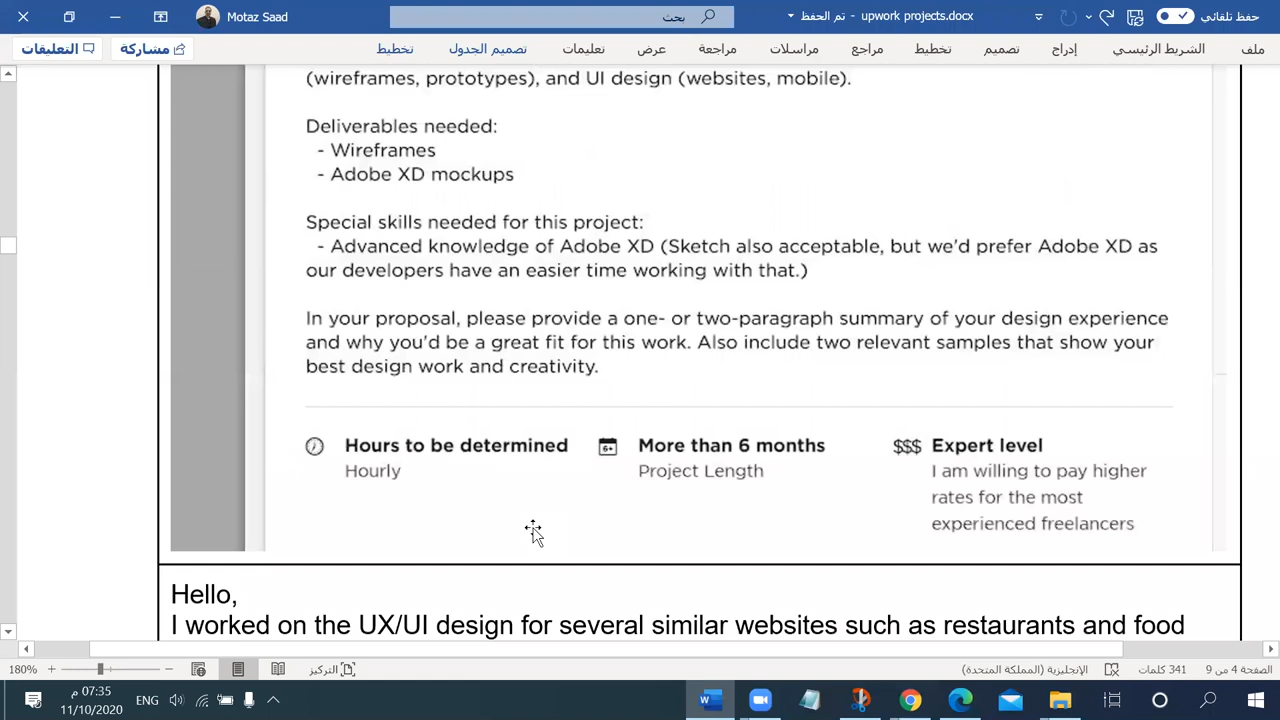 حفظ تلقائي
upwork projects.docx - تم الحفظ
بحث
Motaz Saad
ملف
الشريط الرئيسي
إدراج
تصميم
تخطيط
مراجع
مراسلات
مراجعة
عرض
تعليمات
تصميم الجدول
تخطيط
مشاركة
التعليقات
(wireframes, prototypes), and UI design (websites, mobile).
Deliverables needed:
- Wireframes
- Adobe XD mockups
Special skills needed for this project:
- Advanced knowledge of Adobe XD (Sketch also acceptable, but we'd prefer Adobe XD as
our developers have an easier time working with that.)
In your proposal, please provide a one- or two-paragraph summary of your design experience
and why you'd be a great fit for this work. Also include two relevant samples that show your
best design work and creativity.
Hours to be determined
Hourly
6+
More than 6 months
Project Length
$$$ Expert level
I am willing to pay higher
rates for the most
experienced freelancers
Hello,
I worked on the UX/UI design for several similar websites such as restaurants and food
الصفحة 4 من 9
341 كلمات
الإنجليزية (المملكة المتحدة)
التركيز
180%
ENG
07:35 م
11/10/2020